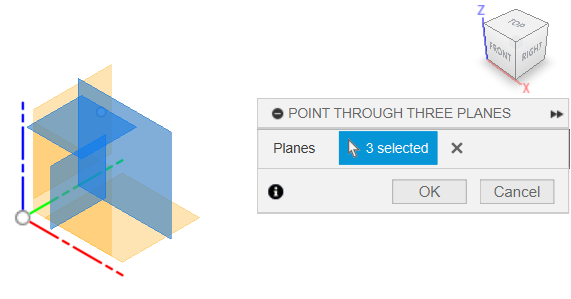 Z
TOP
FRONT
RIGHT
X
POINT THROUGH THREE PLANES
Planes
3 selected
OK
Cancel